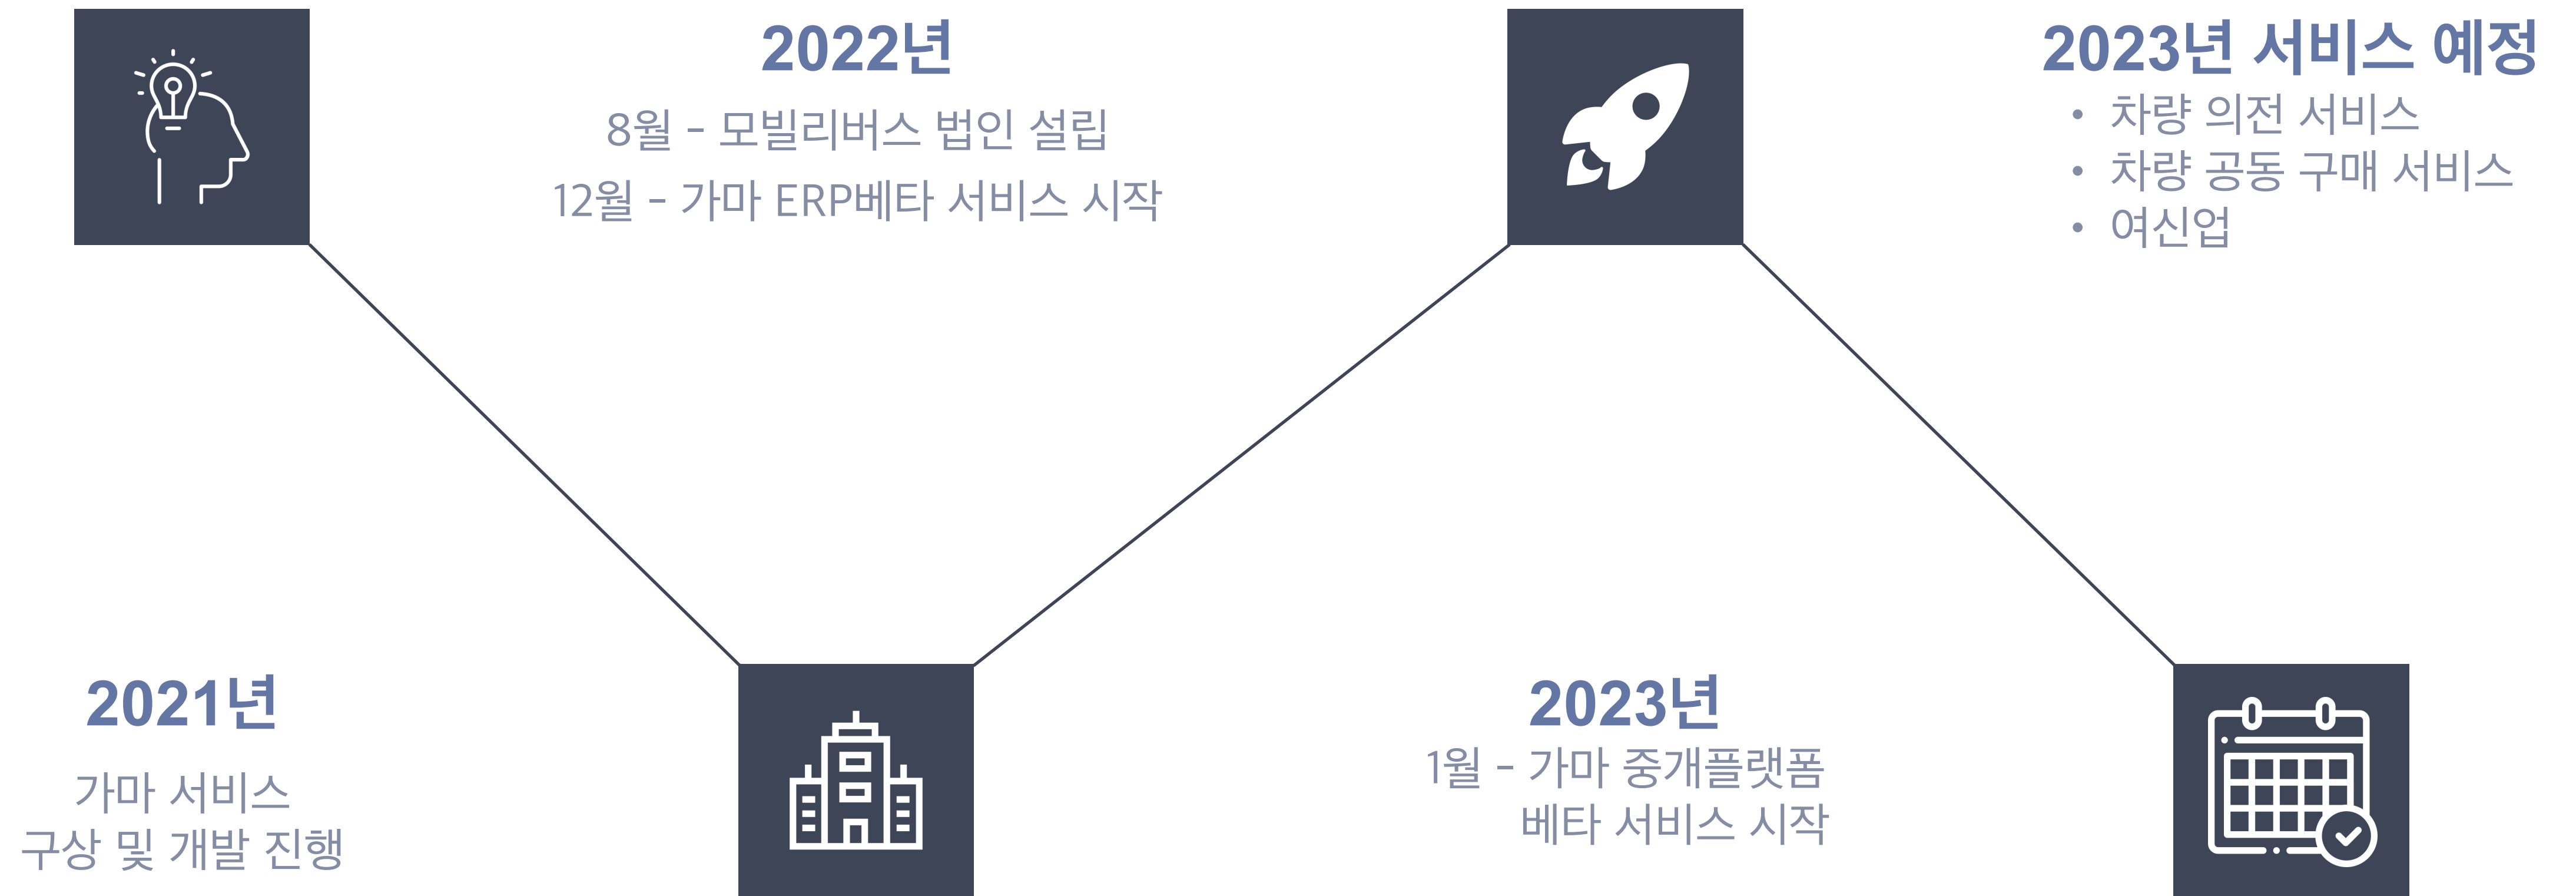 2021년
가마 서비스
구상 및 개발 진행
2022년
8월 - 모빌리버스 법인 설립
12월 - 가마 ERP베타 서비스 시작
2023년
1월 - 가마 중개플랫폼
베타 서비스 시작
2023년 서비스 예정
• 차량 의전 서비스
• 차량 공동 구매 서비스
• 여신업